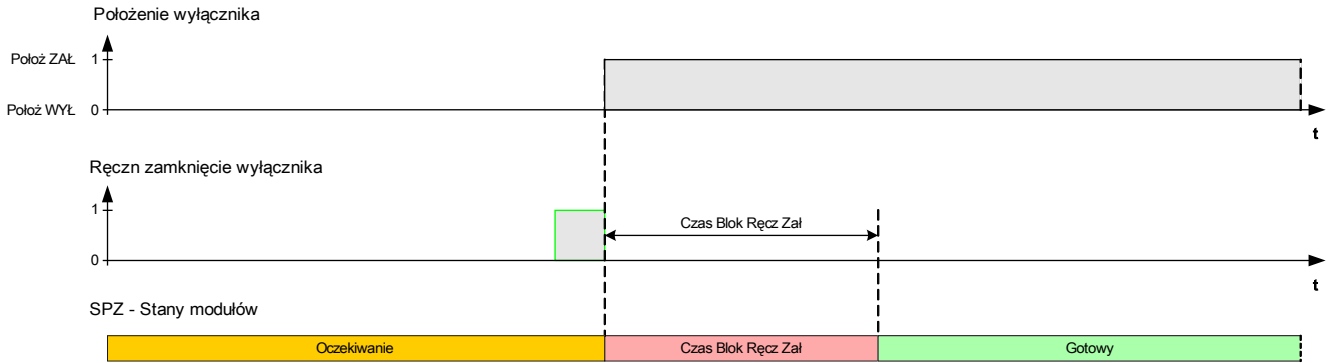 Położenie wyłącznika
Położ ZAŁ 1
Położ WYŁ 0
t
Ręczn zamknięcie wyłącznika
1
Czas Blok Ręcz Zał
0
t
SPZ - Stany modułów
Oczekiwanie Czas Blok Ręcz Zał Gotowy